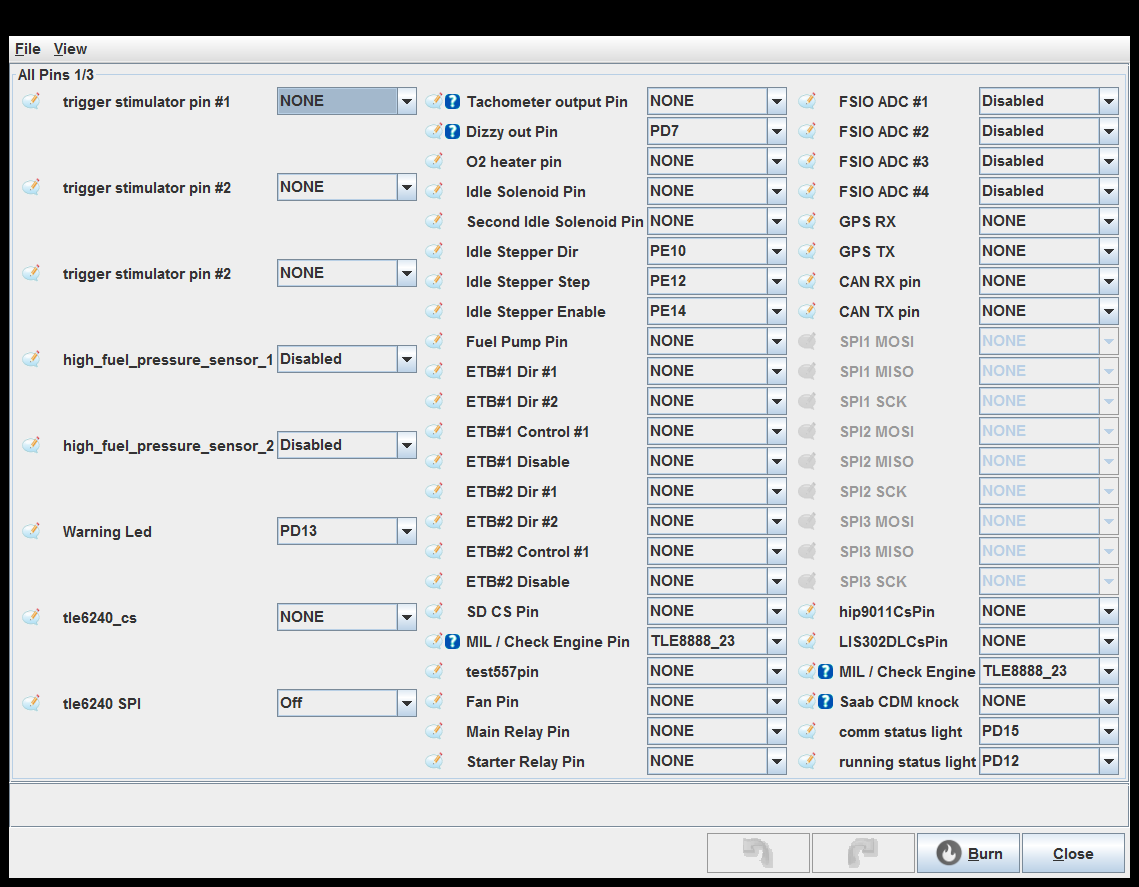 File View
All Pins 1/3
trigger stimulator pin #1 NONE
trigger stimulator pin #2 NONE
trigger stimulator pin #2 NONE
high_fuel_pressure_sensor_1 Disabled
high_fuel_pressure_sensor_2 Disabled
Warning Led PD13
tle6240_cs NONE
tle6240 SPI Off
Tachometer output Pin NONE
Dizzy out Pin PD7
O2 heater pin NONE
Idle Solenoid Pin NONE
Second Idle Solenoid Pin NONE
Idle Stepper Dir PE10
Idle Stepper Step PE12
Idle Stepper Enable PE14
Fuel Pump Pin NONE
ETB#1 Dir #1 NONE
ETB#1 Dir #2 NONE
ETB#1 Control #1 NONE
ETB#1 Disable NONE
ETB#2 Dir #1 NONE
ETB#2 Dir #2 NONE
ETB#2 Control #1 NONE
ETB#2 Disable NONE
SD CS Pin NONE
MIL / Check Engine Pin TLE8888_23
test557pin NONE
Fan Pin NONE
Main Relay Pin NONE
Starter Relay Pin NONE
FSIO ADC #1 Disabled
FSIO ADC #2 Disabled
FSIO ADC #3 Disabled
FSIO ADC #4 Disabled
GPS RX NONE
GPS TX NONE
CAN RX pin NONE
CAN TX pin NONE
SPI1 MOSI NONE
SPI1 MISO NONE
SPI1 SCK NONE
SPI2 MOSI NONE
SPI2 MISO NONE
SPI2 SCK NONE
SPI3 MOSI NONE
SPI3 MISO NONE
SPI3 SCK NONE
hip9011CsPin NONE
LIS302DLCsPin NONE
MIL / Check Engine TLE8888_23
Saab CDM knock NONE
comm status light PD15
running status light PD12
Burn Close